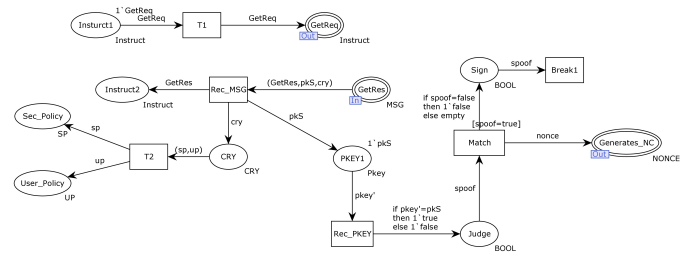 1`GetReq
GetReq
GetReq
Insturct1
T1
GetReq
Out
Instruct
Instruct
GetRes
(GetRes,pkS,cry)
Instruct2
Rec_MSG
GetRes
In
Instruct
MSG
Sign
spoof
Break1
BOOL
if spoof=false
then 1`false
else empty
[spoof=true]
Match
nonce
Generates_NC
Out
NONCE
Sec_Policy
SP
sp
cry
pkS
1`pkS
(sp,up)
T2
CRY
CRY
PKEY1
Pkey
up
User_Policy
UP
pkey'
spoof
if pkey'=pkS
then 1`true
else 1`false
Rec_PKEY
Judge
BOOL